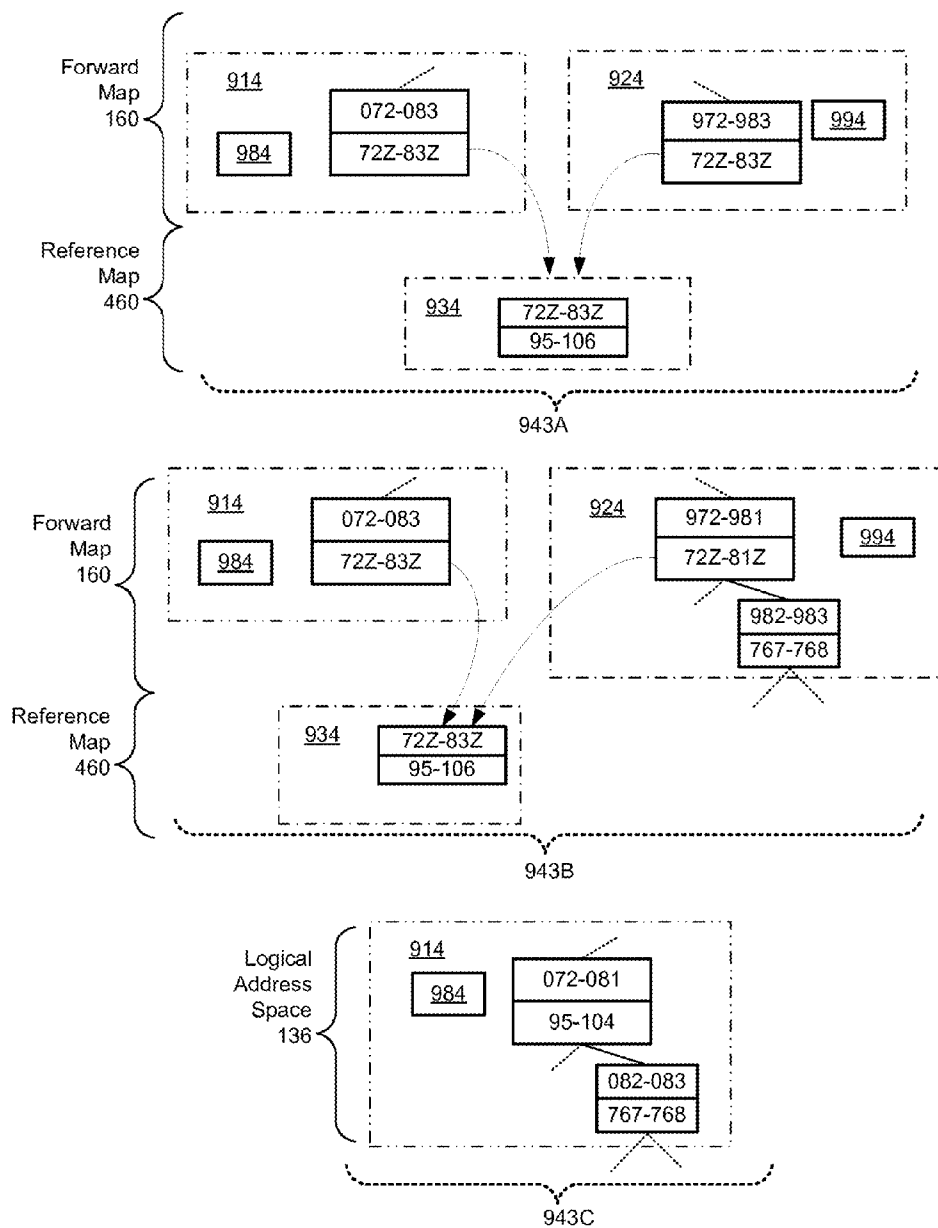 Forward
Map
160
914
984
072-083
72Z-83Z
924
972-983
72Z-83Z
994
Reference
Map
460
934
72Z-83Z
95-106
943A
Forward
Map
160
914
984
072-083
72Z-83Z
924
972-981
72Z-81Z
994
982-983
767-768
Reference
Map
460
934
72Z-83Z
95-106
943B
Logical
Address
Space
136
914
984
072-081
95-104
082-083
767-768
943C